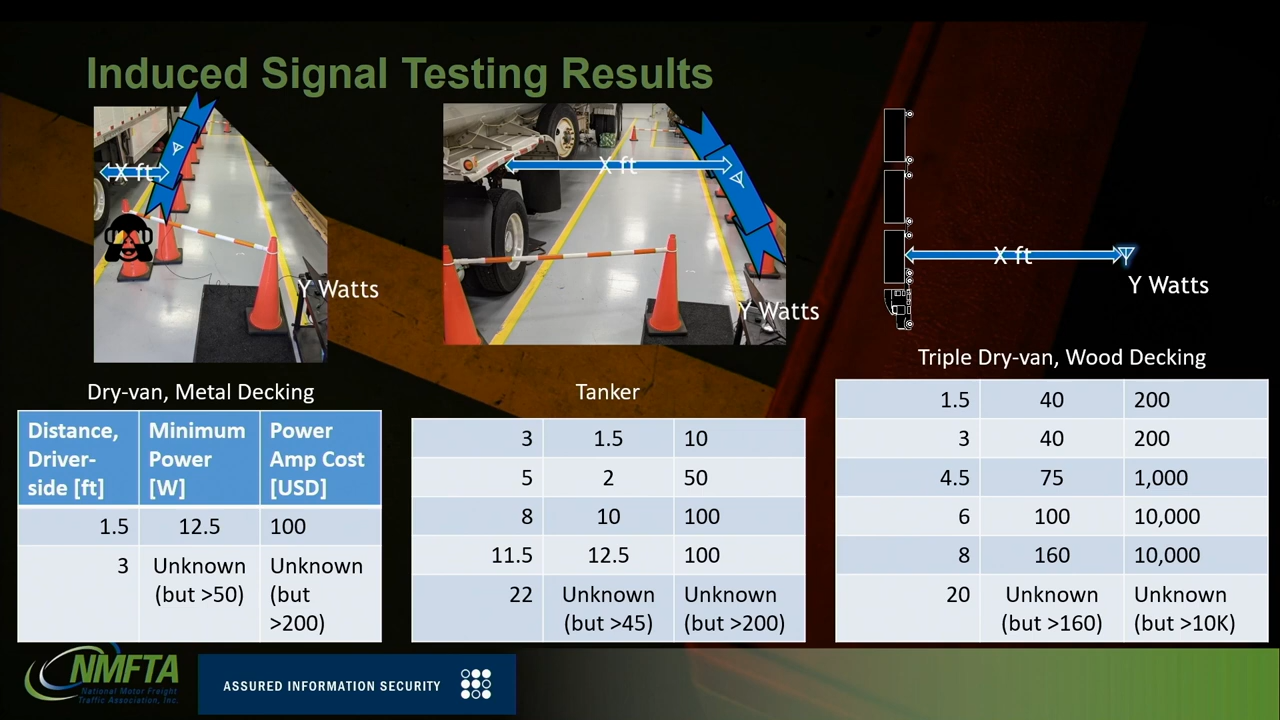 Induced Signal Testing Results
X ft
Y Watts
X ft
Y Watts
X ft
Y Watts
Dry-van, Metal Decking
Distance, Driver-side [ft] Minimum Power [W] Power Amp Cost [USD]
1.5 12.5 100
3 Unknown (but >50) Unknown (but >200)
Tanker
3 1.5 10
5 2 50
8 10 100
11.5 12.5 100
22 Unknown (but >45) Unknown (but >200)
Triple Dry-van, Wood Decking
1.5 40 200
3 40 200
4.5 75 1,000
6 100 10,000
8 160 10,000
20 Unknown (but >160) Unknown (but >10K)
NMFTA
National Motor Freight
Traffic Association, Inc.
ASSURED INFORMATION SECURITY